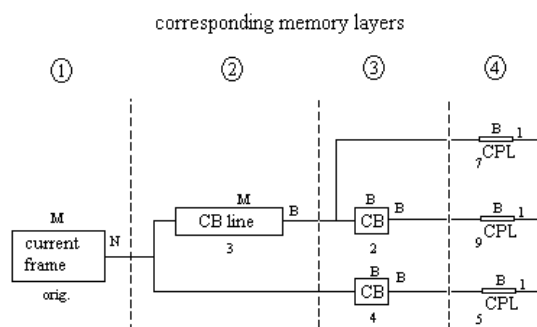 corresponding memory layers
1 2 3 4
B 1
7 CPL
M
CB line
B
3
B
CB
B
2
B 1
9 CPL
M
current
frame
N
orig.
B
CB
B
4
B 1
5 CPL